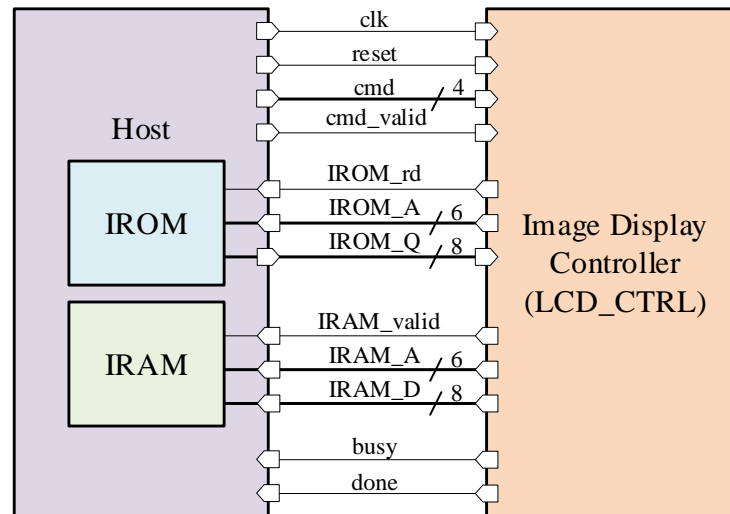 clk
reset
cmd
4
cmd_valid
Host
IROM_rd
IROM
IROM_A
6
IROM_Q
8
Image Display
Controller
(LCD_CTRL)
IRAM_valid
IRAM
IRAM_A
6
IRAM_D
8
busy
done